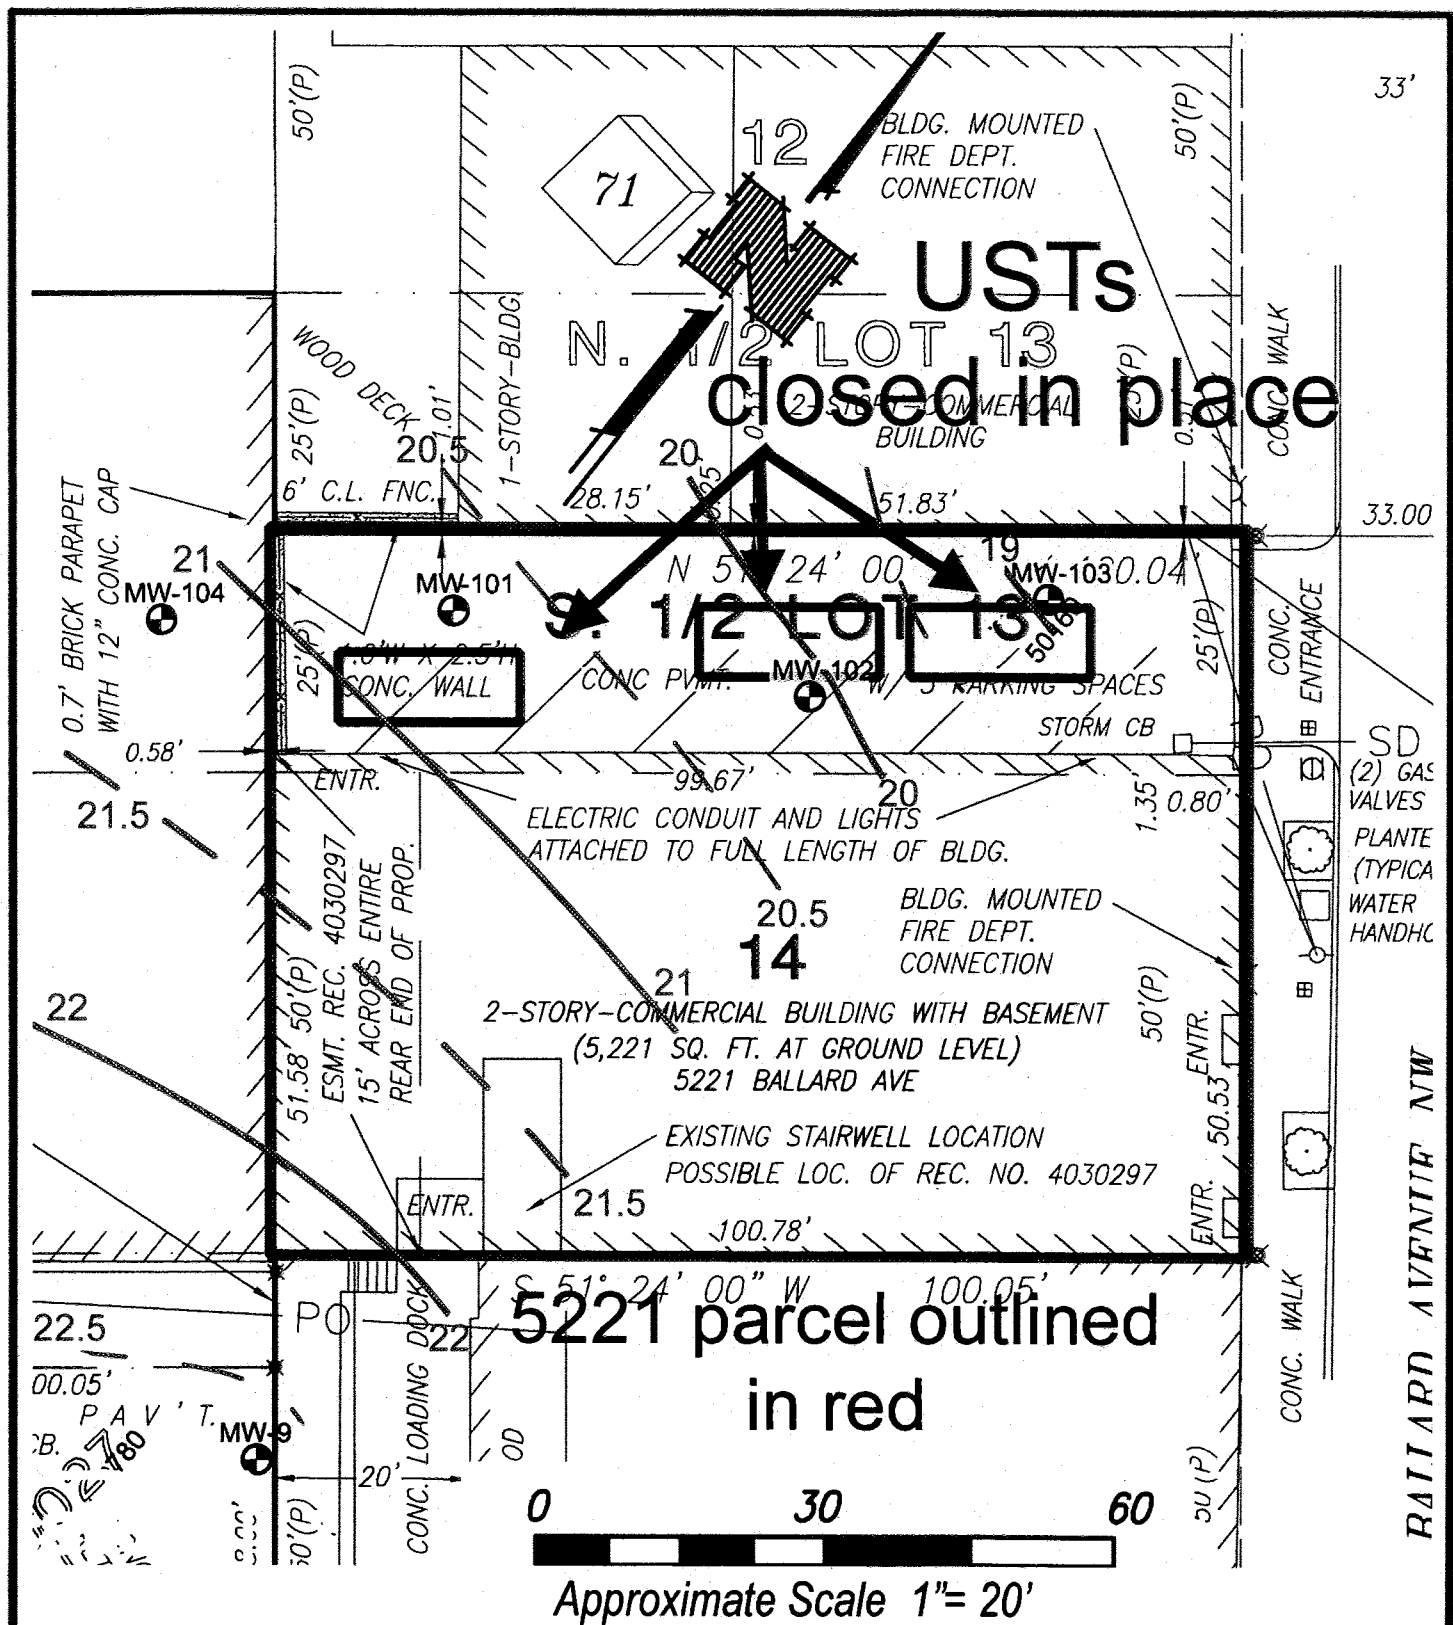 33'
50'(P)
12
BLDG. MOUNTED
FIRE DEPT.
CONNECTION
50'(P)
71
N
USTs
N. 1/2 LOT 13
closed in place
1-STORY-BLDG.
WOOD DECK
25'(P)
1.01'
2-STORY-COMMERCIAL
BUILDING
CONC. WALK
20.5
20
6' C.L. FNC.
28.15'
51.83'
33.00
0.7' BRICK PARAPET
WITH 12" CONC. CAP
21
MW-104
MW-101
19
MW-103
S. 1/2 LOT 13
25'(P)
25'(P)
CONC.
ENTRANCE
CONC. WALL
CONC PVMT.
MW-102
PARKING SPACES
STORM CB
SD
0.58'
ENTR.
99.67'
20
1.35'
0.80'
(2) GAS
VALVES
21.5
ELECTRIC CONDUIT AND LIGHTS
ATTACHED TO FULL LENGTH OF BLDG.
PLANTE
(TYPICA
ESMT. REC. 4030297
15' ACROSS ENTIRE
REAR END OF PROP.
20.5
14
BLDG. MOUNTED
FIRE DEPT.
CONNECTION
WATER
HANDHO
22
21
51.58'
50'(P)
2-STORY-COMMERCIAL BUILDING WITH BASEMENT
(5,221 SQ. FT. AT GROUND LEVEL)
5221 BALLARD AVE
50'(P)
ENTR.
50.53'
EXISTING STAIRWELL LOCATION
POSSIBLE LOC. OF REC. NO. 4030297
ENTR.
21.5
ENTR.
100.78'
S 51° 24' 00" W 100.05'
5221 parcel outlined
in red
PO
22.5
22
00.05'
PAV'T.
CB.
MW-9
180
20'
CONC. LOADING DOCK
OD
CONC. WALK
BALLARD AVENUE NW
0 30 60
Approximate Scale 1"= 20'